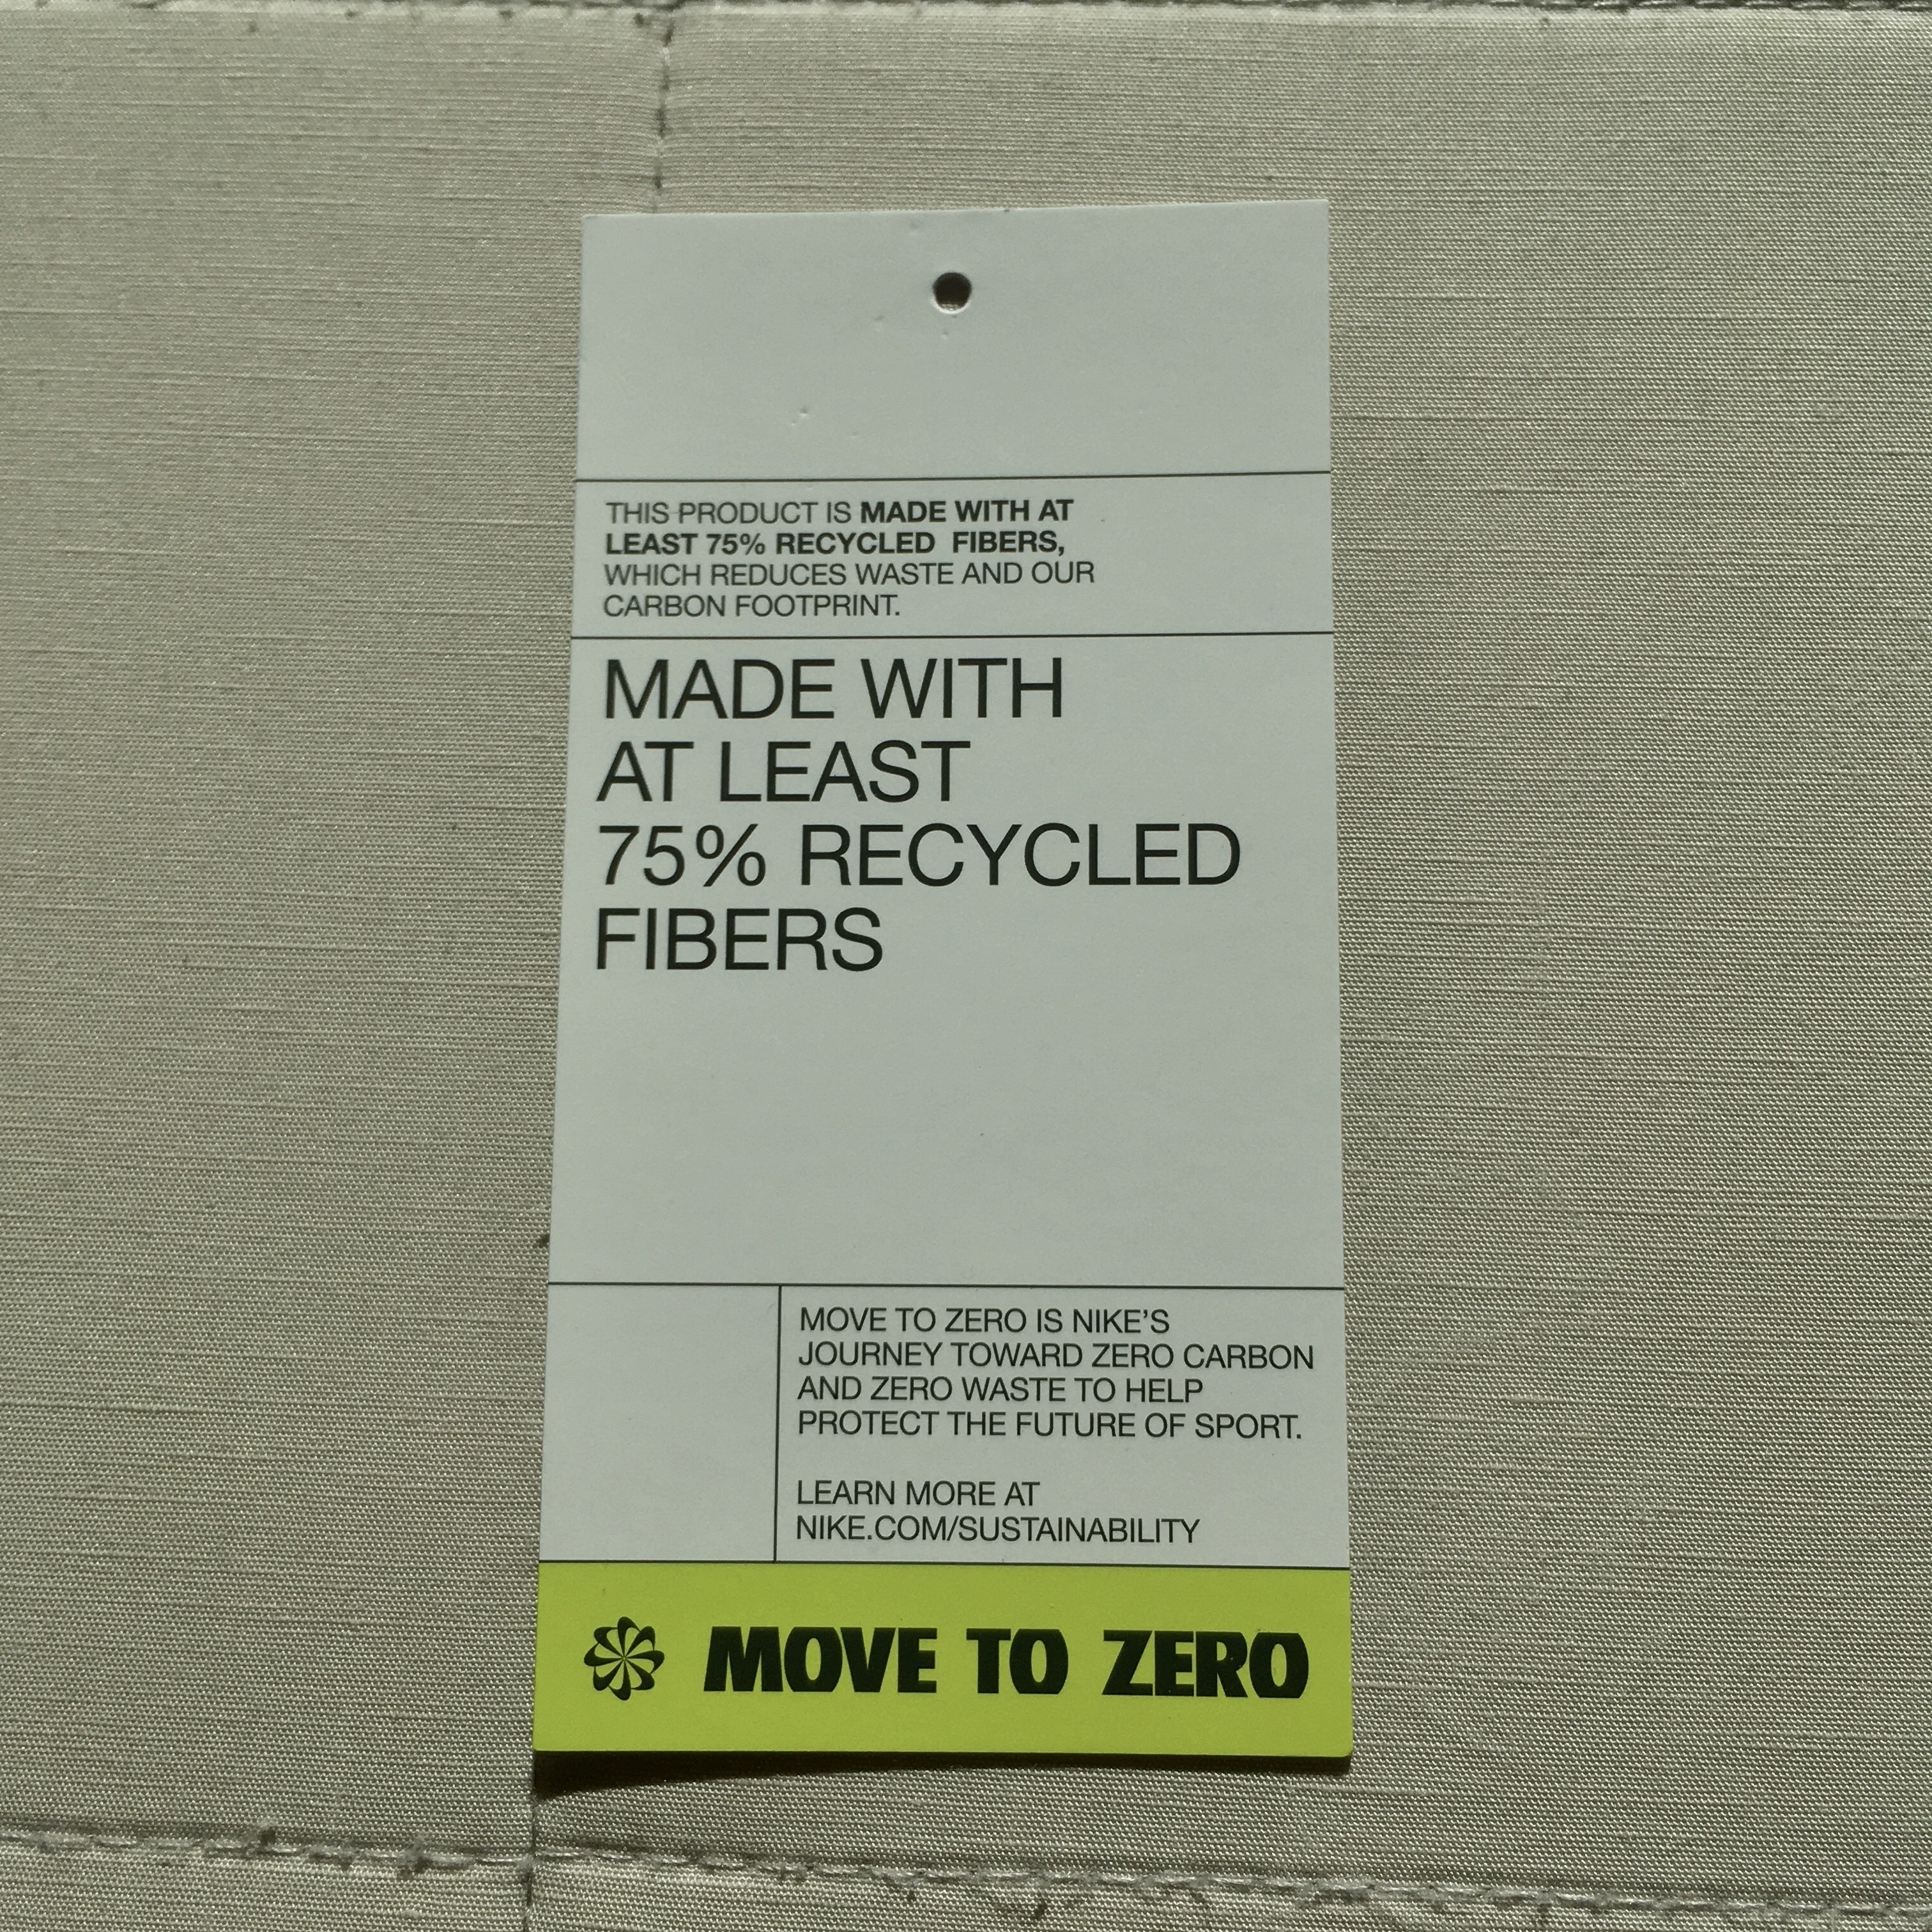 THIS PRODUCT IS MADE WITH AT
LEAST 75% RECYCLED FIBERS,
WHICH REDUCES WASTE AND OUR
CARBON FOOTPRINT.
MADE WITH
AT LEAST
75% RECYCLED
FIBERS
MOVE TO ZERO IS NIKE'S
JOURNEY TOWARD ZERO CARBON
AND ZERO WASTE TO HELP
PROTECT THE FUTURE OF SPORT.
LEARN MORE AT
NIKE.COM/SUSTAINABILITY
MOVE TO ZERO